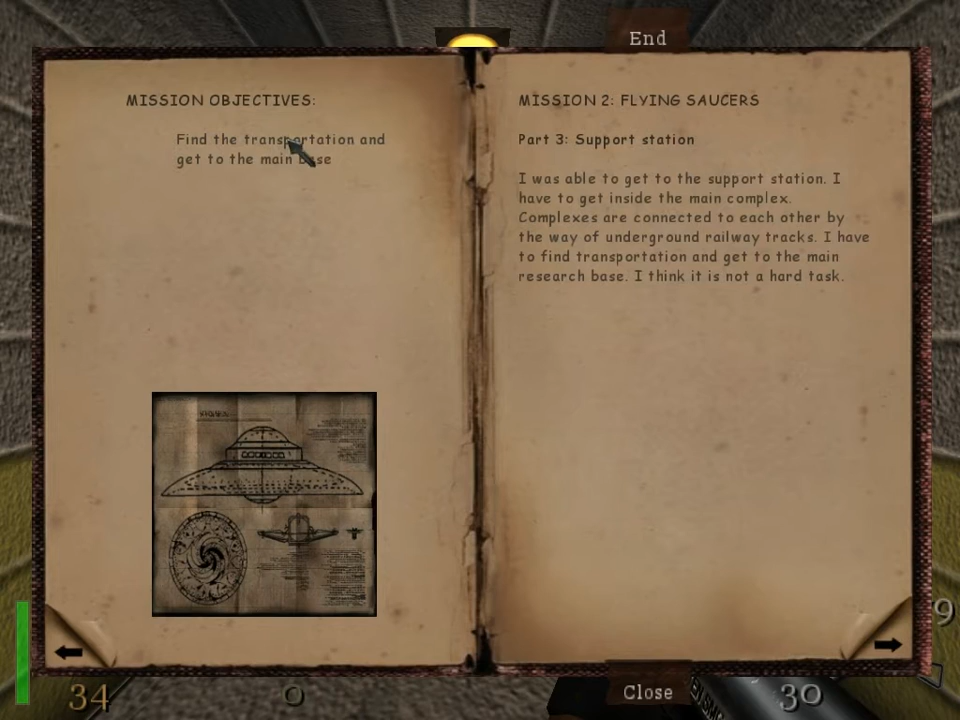 End
MISSION OBJECTIVES:
Find the transportation and
get to the main base
MISSION 2: FLYING SAUCERS
Part 3: Support station
I was able to get to the support station. I
have to get inside the main complex.
Complexes are connected to each other by
the way of underground railway tracks. I have
to find transportation and get to the main
research base. I think it is not a hard task.
34
0
Close
30
9